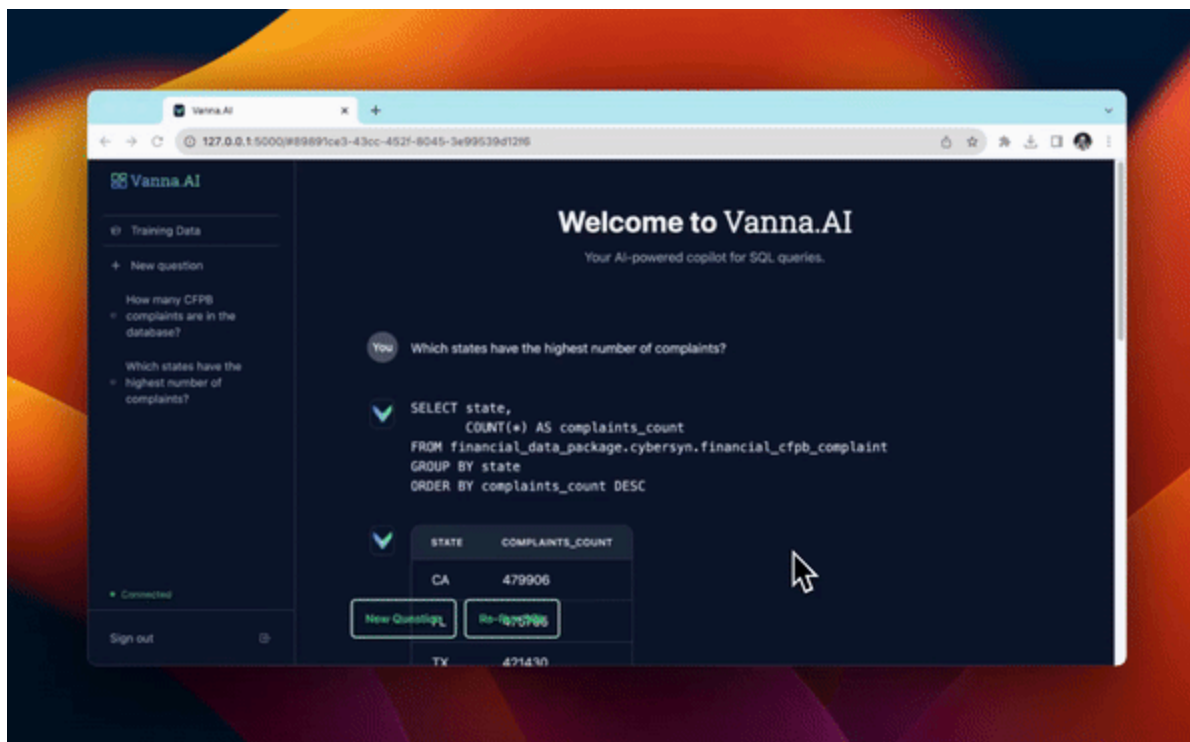 Vanna.AI
127.0.0.1:5000/#89891ce3-43cc-452f-8045-3e99539d12f6
Vanna.AI
Training Data
+ New question
How many CFPB
complaints are in the
database?
Which states have the
highest number of
complaints?
Connected
Sign out
Welcome to Vanna.AI
Your AI-powered copilot for SQL queries.
You
Which states have the highest number of complaints?
SELECT state,
COUNT(*) AS complaints_count
FROM financial_data_package.cybersyn.financial_cfpb_complaint
GROUP BY state
ORDER BY complaints_count DESC
STATE COMPLAINTS_COUNT
CA 479906
New Question
TX 421430